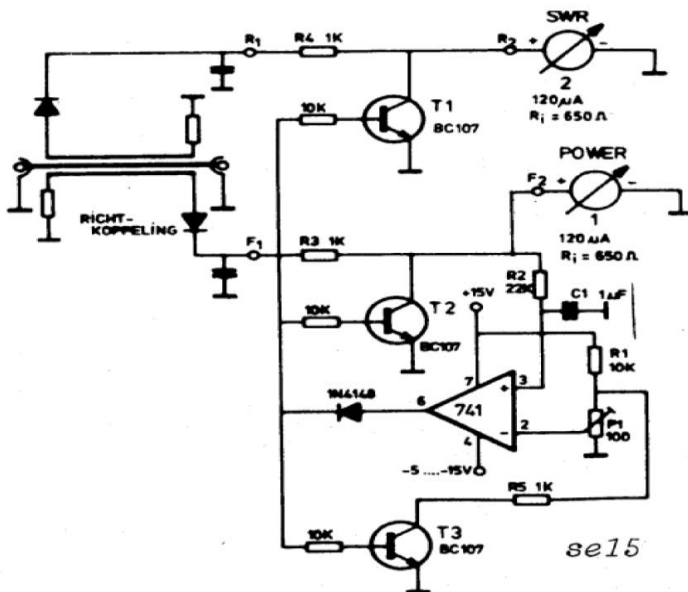 SWR
R1
R4 1K
R2
+
-
2
120µA
Ri = 650 Ω
10K
T1
BC107
POWER
F2
+
-
1
120µA
Ri = 650 Ω
RICHT-
KOPPELING
F1
R3 1K
R2
22K
C1 1µF
+15V
10K
T2
BC107
R1
10K
7
3
+
1N4148
6
741
2
-
P1
100
4
-5....-15V
R5 1K
10K
T3
BC107
se15